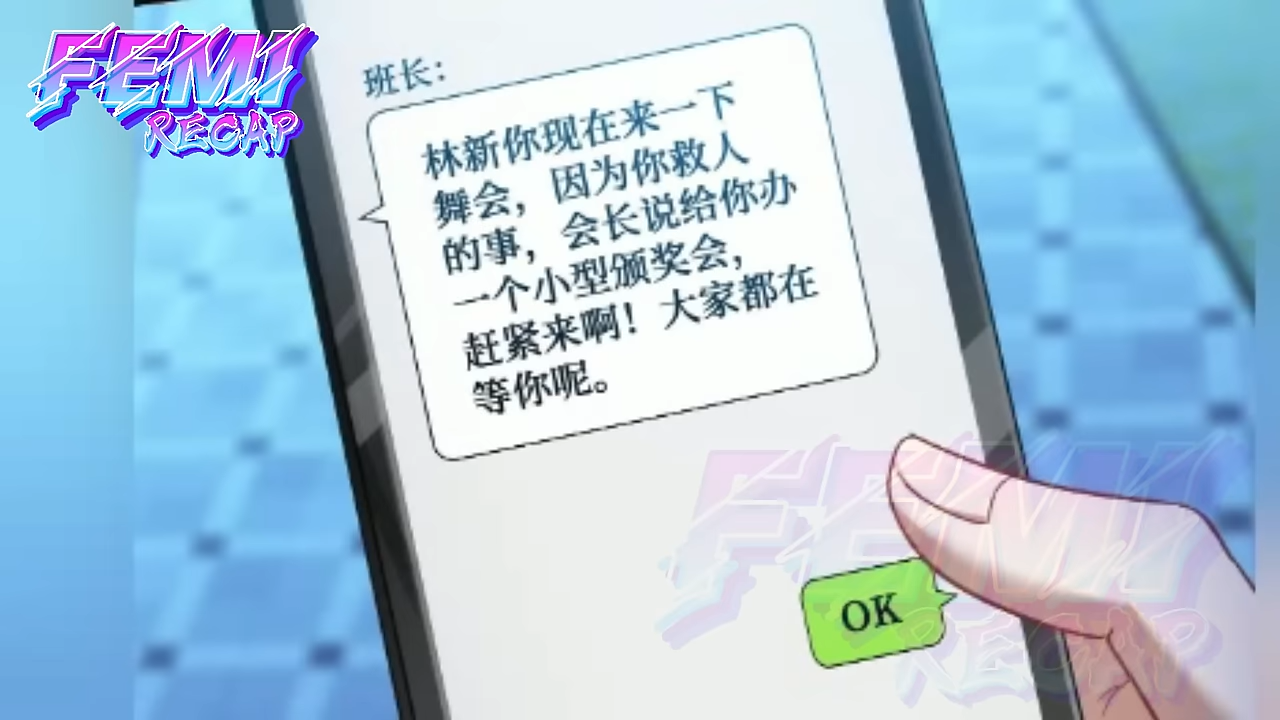 FEMI
RECAP
班长：
林新你现在来一下
舞会，因为你救人
的事，会长说给你办
一个小型颁奖会，
赶紧来啊！大家都在
等你呢。
OK
FEMI
RECAP